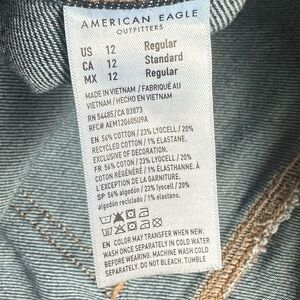 AMERICAN EAGLE
OUTFITTERS
US 12 Regular
CA 12 Standard
MX 12 Regular
MADE IN VIETNAM / FABRIQUÉ AU
VIETNAM / HECHO EN VIETNAM
RN 54485/CA 03873
RFC# AEM120605U9A
EN 56% COTTON / 23% LYOCELL / 20%
RECYCLED COTTON / 1% ELASTANE.
EXCLUSIVE OF DECORATION.
FR 56% COTON / 23% LYOCELL / 20%
COTON RÉGÉNÉRÉ / 1% ÉLASTHANNE. À
L'EXCEPTION DE LA GARNITURE.
SP 56% algodón / 23% lyocell / 20%
algodón reciclado / 1% elastano.
EN COLOR MAY TRANSFER WHEN NEW.
WASH ONCE SEPARATELY IN COLD WATER
BEFORE WEARING. MACHINE WASH WARM
SEPARATELY. DO NOT BLEACH, TUMBLE